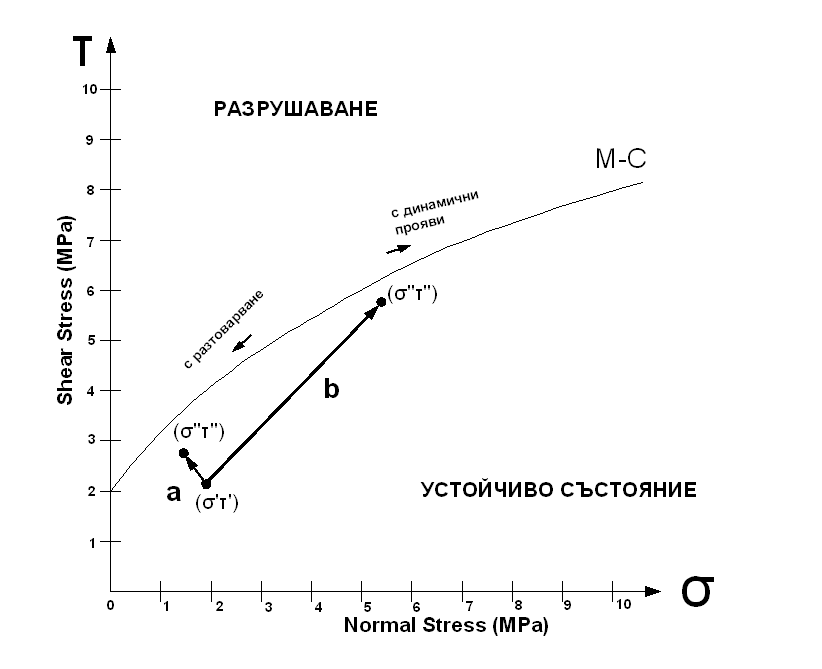 T
10
РАЗРУШАВАНЕ
9
M-C
8
с динамични
прояви
7
Shear Stress (MPa)
6
(σ"τ")
с разтоварване
5
4
b
3
(σ"τ")
a
2
(σ'τ')
УСТОЙЧИВО СЪСТОЯНИЕ
1
0 1 2 3 4 5 6 7 8 9 10
σ
Normal Stress (MPa)